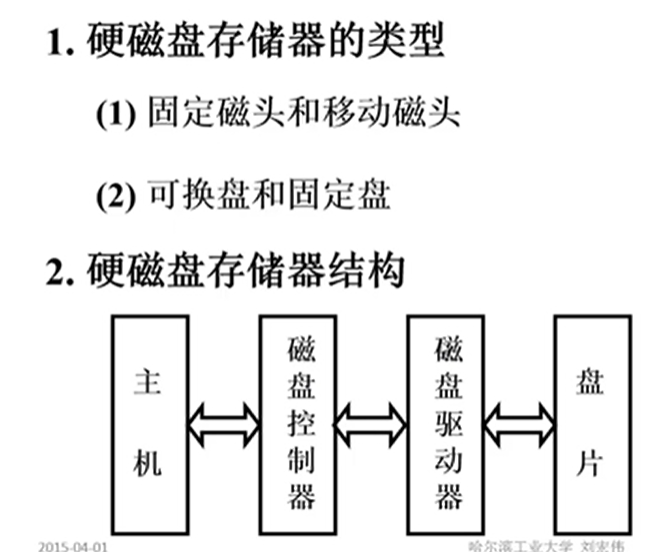 1. 硬磁盘存储器的类型
(1) 固定磁头和移动磁头
(2) 可换盘和固定盘
2. 硬磁盘存储器结构
主机
磁盘控制器
磁盘驱动器
盘片
2015-04-01
哈尔滨工业大学 刘宏伟